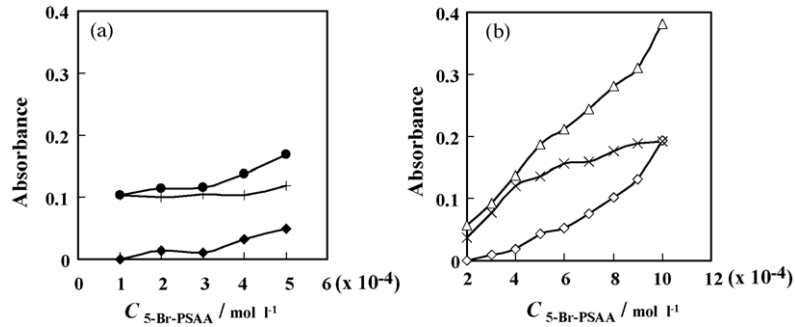 (a)
0.4
0.3
0.2
0.1
0
Absorbance
0 1 2 3 4 5 6 (x 10-4)
C 5-Br-PSAA / mol l-1
(b)
0.4
0.3
0.2
0.1
0
Absorbance
2 4 6 8 10 12 (x 10-4)
C 5-Br-PSAA / mol l-1